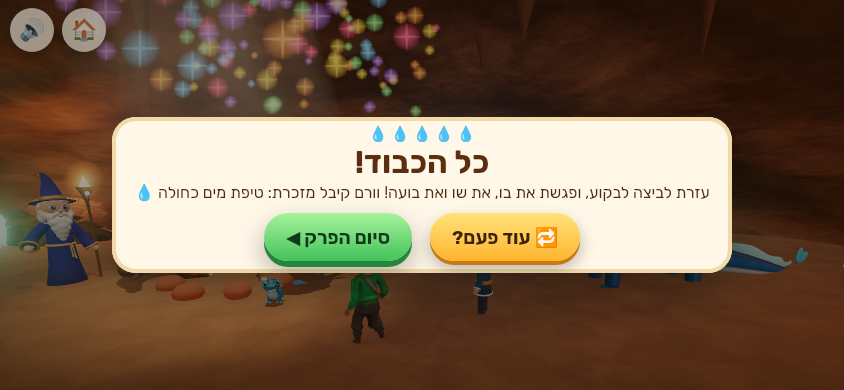 כל הכבוד!
עזרת לביצה לבקוע, ופגשת את בו, את שו ואת בועה! וורם קיבל מזכרת: טיפת מים כחולה 💧
🔁 עוד פעם?
סיום הפרק ◀